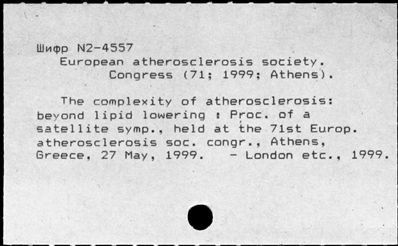 Шифр N2-4557
European atherosclerosis society.
Congress (71; 1999; Athens).
The complexity of atherosclerosis:
beyond lipid lowering : Proc. of a
satellite symp., held at the 71st Europ.
atherosclerosis soc. congr., Athens,
Greece, 27 May, 1999. - London etc., 1999.